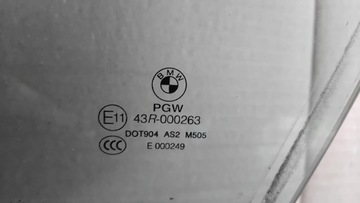 BMW
PGW
E11 43R-000263
DOT904 AS2 M505
CCC E 000249